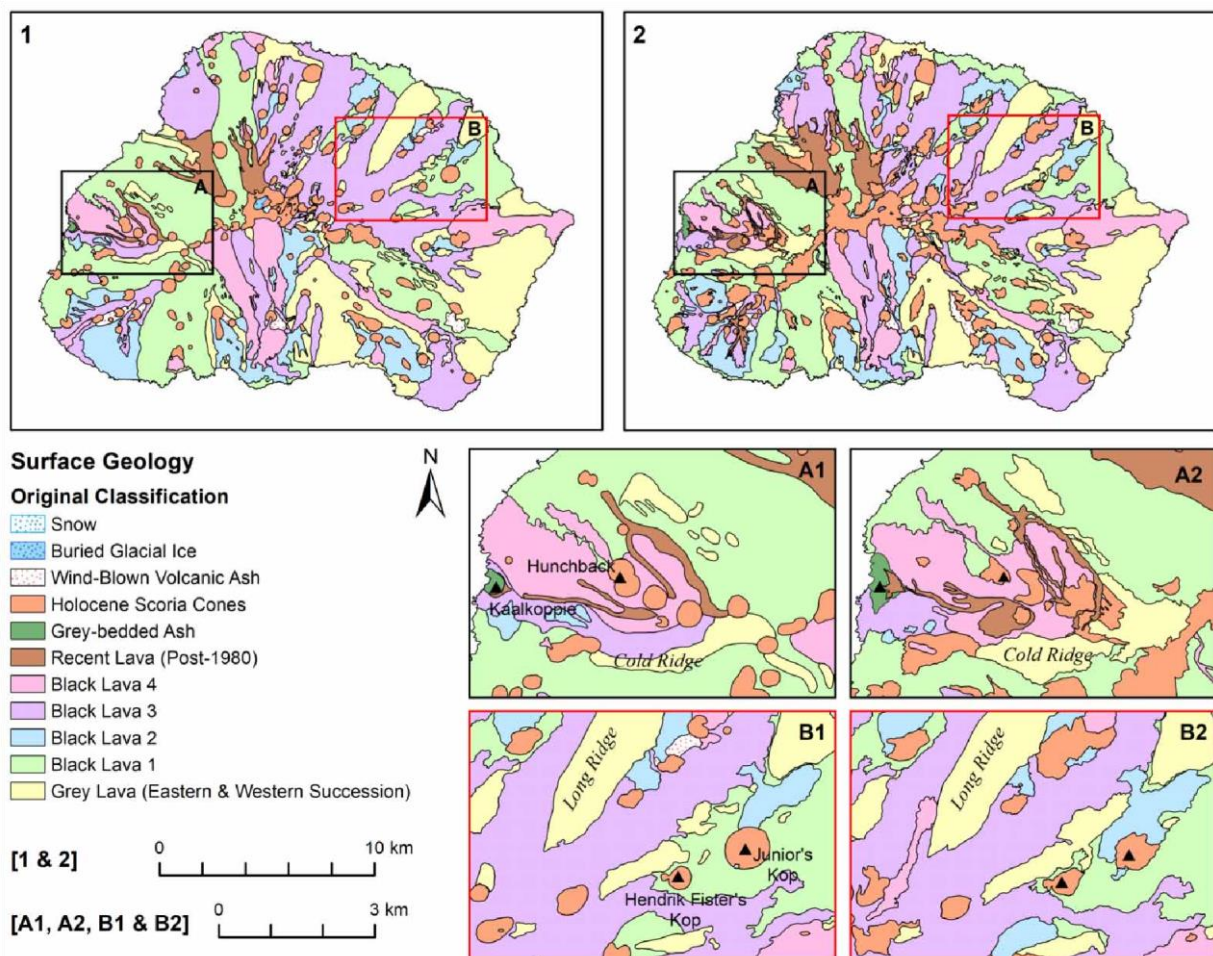 1
A
B
2
A
B
Surface Geology
Original Classification
Snow
Buried Glacial Ice
Wind-Blown Volcanic Ash
Holocene Scoria Cones
Grey-bedded Ash
Recent Lava (Post-1980)
Black Lava 4
Black Lava 3
Black Lava 2
Black Lava 1
Grey Lava (Eastern & Western Succession)
N
[1 & 2]
0 10 km
[A1, A2, B1 & B2]
0 3 km
A1
Hunchback
Kaalkoppie
Cold Ridge
A2
Cold Ridge
B1
Long Ridge
Junior's
Kop
Hendrik Fister's
Kop
B2
Long Ridge